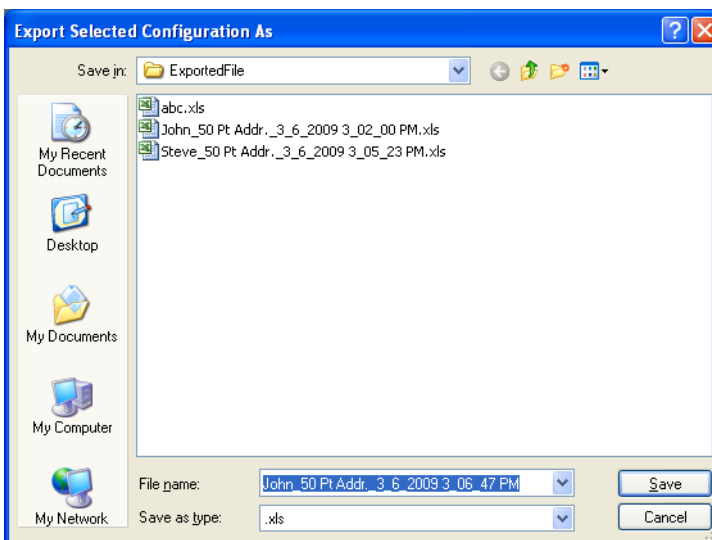 Export Selected Configuration As
Save in: ExportedFile
abc.xls
John_50 Pt Addr._3_6_2009 3_02_00 PM.xls
Steve_50 Pt Addr._3_6_2009 3_05_23 PM.xls
My Recent
Documents
Desktop
My Documents
My Computer
My Network
File name: John_50 Pt Addr._3_6_2009 3_06_47 PM
Save
Save as type: .xls
Cancel